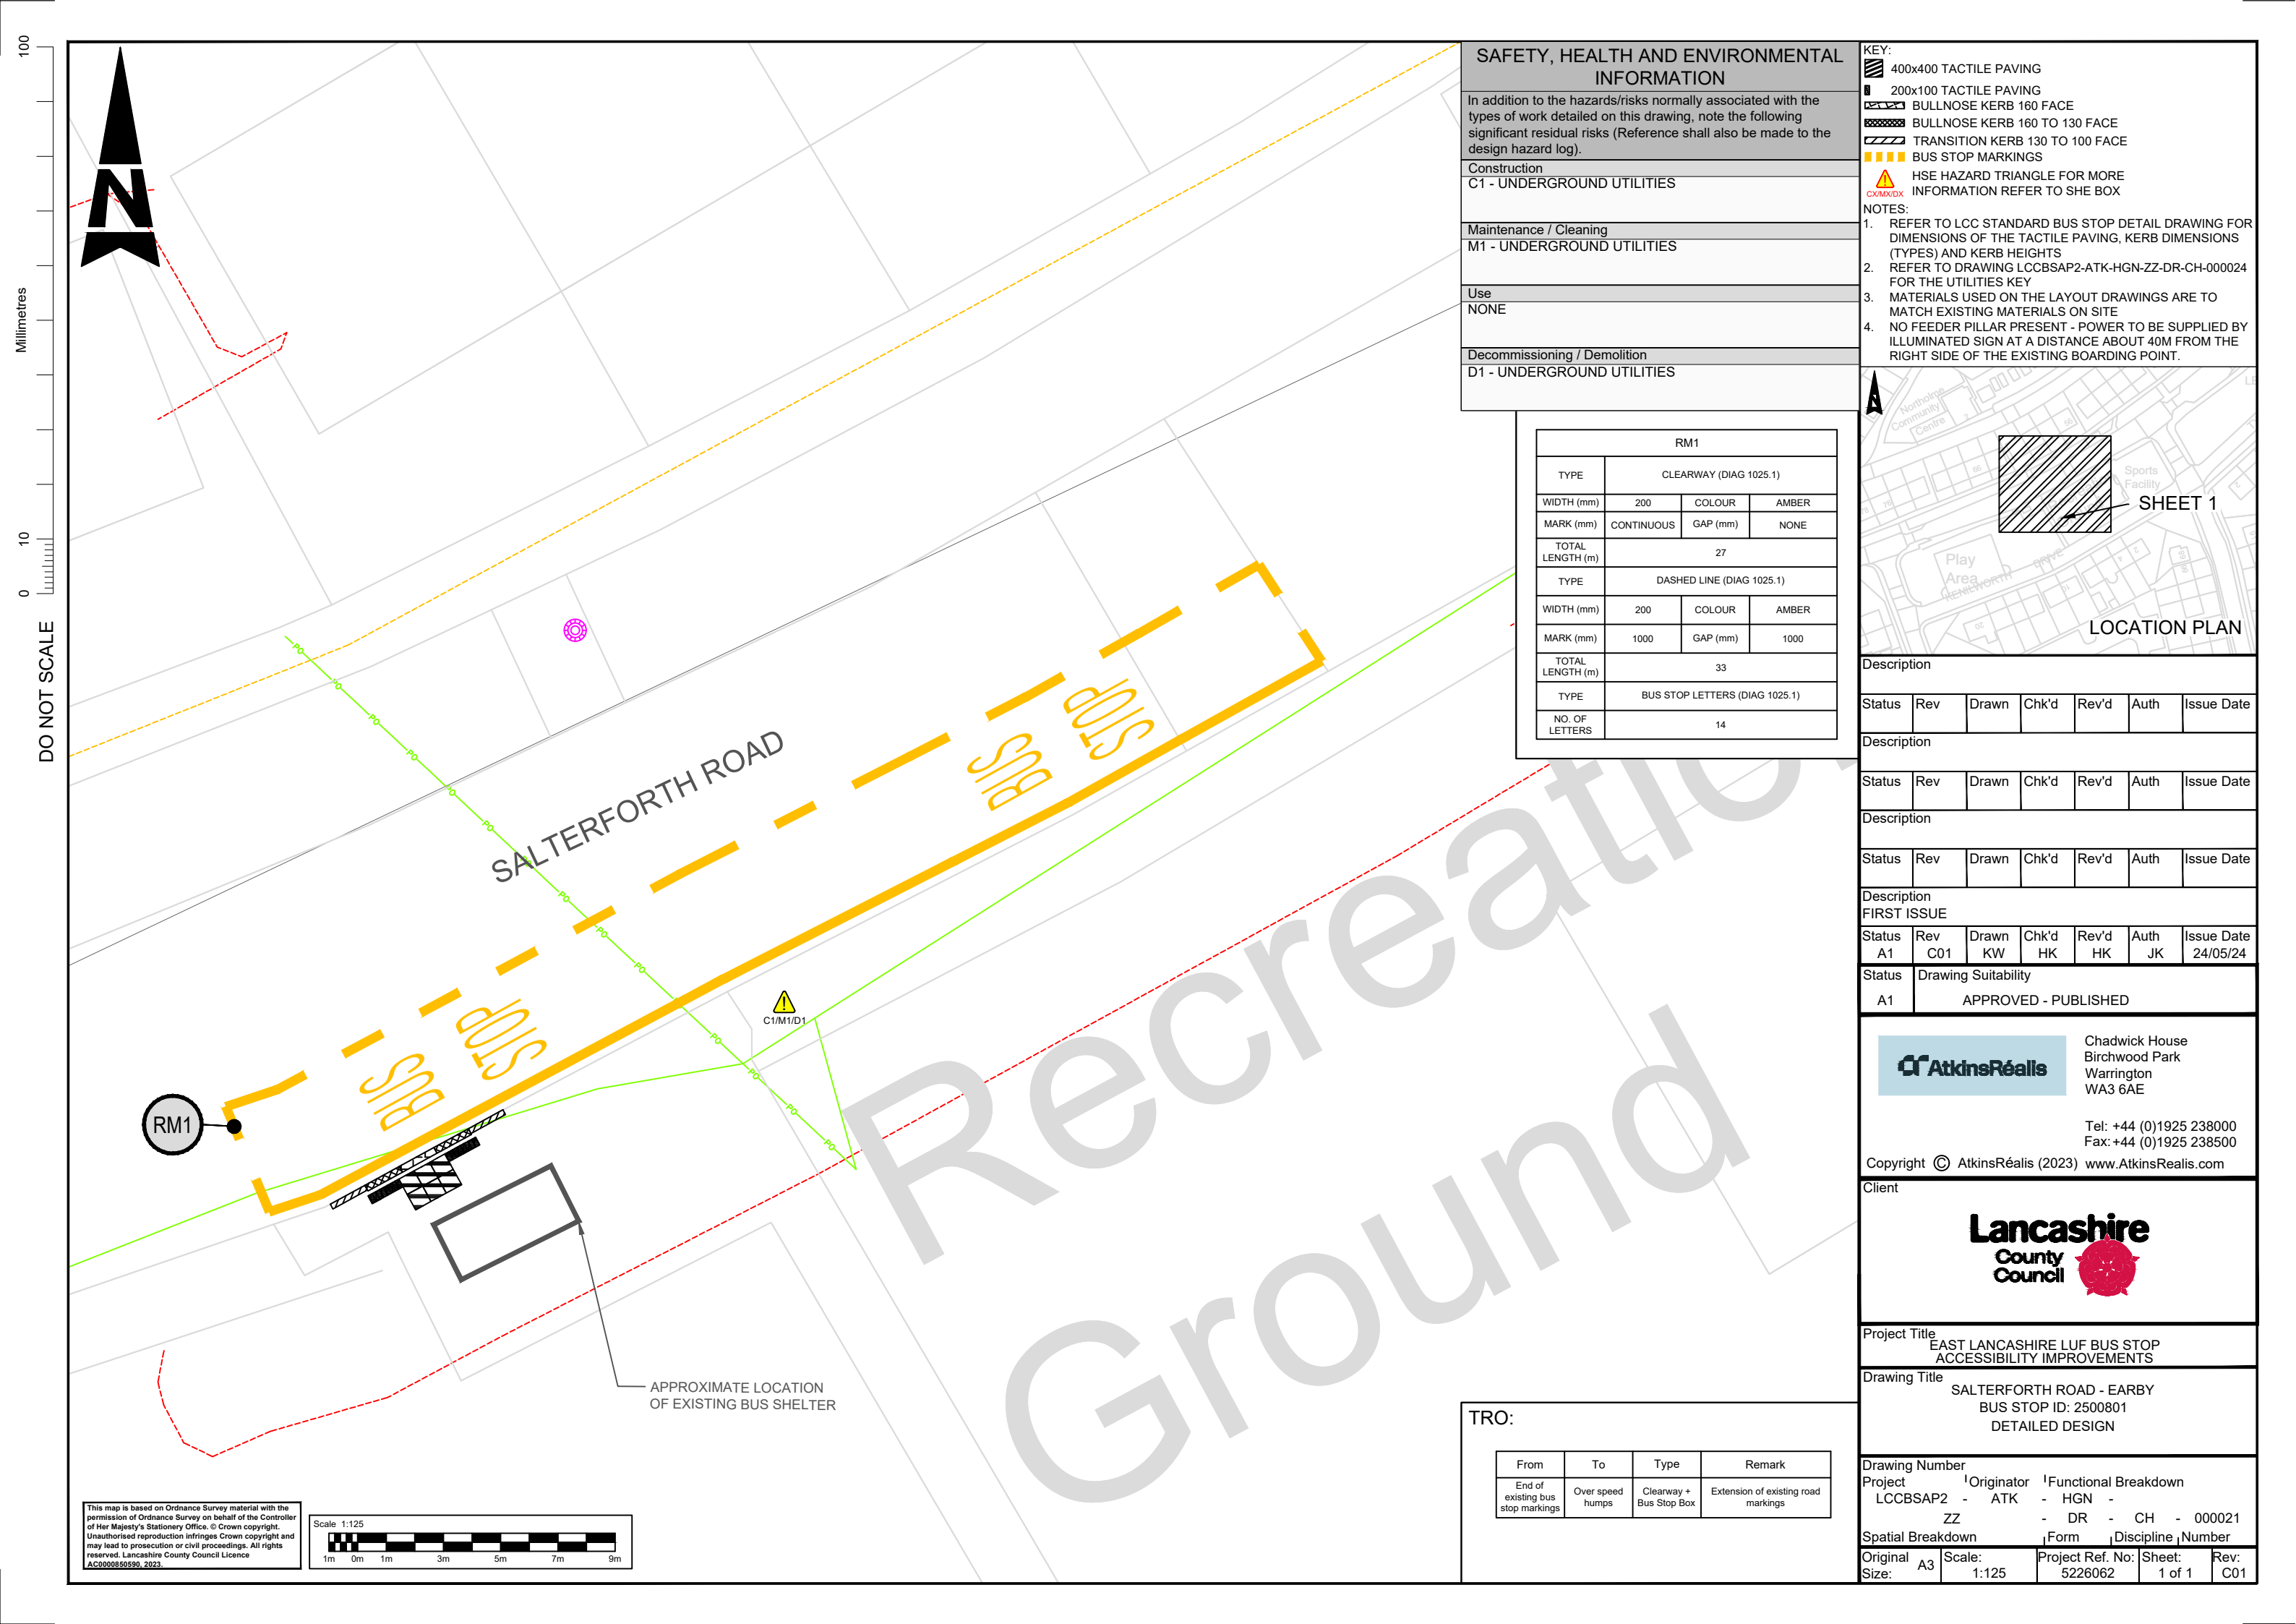 100
Millimetres
10
0
DO NOT SCALE
N
SALTERFORTH ROAD
BUS
STOP
BUS
STOP
PO
PO
PO
PO
PO
PO
PO
PO
PO
PO
PO
PO
PO
RM1
C1/M1/D1
Recreation
Ground
APPROXIMATE LOCATION
OF EXISTING BUS SHELTER
This map is based on Ordnance Survey material with the
permission of Ordnance Survey on behalf of the Controller
of Her Majesty's Stationery Office. © Crown copyright.
Unauthorised reproduction infringes Crown copyright and
may lead to prosecution or civil proceedings. All rights
reserved. Lancashire County Council Licence
AC0000850590, 2023.
Scale 1:125
1m 0m 1m 3m 5m 7m 9m
SAFETY, HEALTH AND ENVIRONMENTAL
INFORMATION
In addition to the hazards/risks normally associated with the
types of work detailed on this drawing, note the following
significant residual risks (Reference shall also be made to the
design hazard log).
Construction
C1 - UNDERGROUND UTILITIES
Maintenance / Cleaning
M1 - UNDERGROUND UTILITIES
Use
NONE
Decommissioning / Demolition
D1 - UNDERGROUND UTILITIES
RM1
TYPE CLEARWAY (DIAG 1025.1)
WIDTH (mm) 200 COLOUR AMBER
MARK (mm) CONTINUOUS GAP (mm) NONE
TOTAL
LENGTH (m) 27
TYPE DASHED LINE (DIAG 1025.1)
WIDTH (mm) 200 COLOUR AMBER
MARK (mm) 1000 GAP (mm) 1000
TOTAL
LENGTH (m) 33
TYPE BUS STOP LETTERS (DIAG 1025.1)
NO. OF
LETTERS 14
TRO:
From To Type Remark
End of
existing bus
stop markings
Over speed
humps
Clearway +
Bus Stop Box
Extension of existing road
markings
KEY:
400x400 TACTILE PAVING
200x100 TACTILE PAVING
BULLNOSE KERB 160 FACE
BULLNOSE KERB 160 TO 130 FACE
TRANSITION KERB 130 TO 100 FACE
BUS STOP MARKINGS
HSE HAZARD TRIANGLE FOR MORE
CX/MX/DX INFORMATION REFER TO SHE BOX
NOTES:
1. REFER TO LCC STANDARD BUS STOP DETAIL DRAWING FOR
DIMENSIONS OF THE TACTILE PAVING, KERB DIMENSIONS
(TYPES) AND KERB HEIGHTS
2. REFER TO DRAWING LCCBSAP2-ATK-HGN-ZZ-DR-CH-000024
FOR THE UTILITIES KEY
3. MATERIALS USED ON THE LAYOUT DRAWINGS ARE TO
MATCH EXISTING MATERIALS ON SITE
4. NO FEEDER PILLAR PRESENT - POWER TO BE SUPPLIED BY
ILLUMINATED SIGN AT A DISTANCE ABOUT 40M FROM THE
RIGHT SIDE OF THE EXISTING BOARDING POINT.
N
Northolme
Community
Centre
Sports
Facility
SHEET 1
Play
Area
KENILWORTH DRIVE
LOCATION PLAN
Description
Status Rev Drawn Chk'd Rev'd Auth Issue Date
Description
Status Rev Drawn Chk'd Rev'd Auth Issue Date
Description
Status Rev Drawn Chk'd Rev'd Auth Issue Date
Description
FIRST ISSUE
Status Rev Drawn Chk'd Rev'd Auth Issue Date
A1 C01 KW HK HK JK 24/05/24
Status Drawing Suitability
A1 APPROVED - PUBLISHED
AtkinsRéalis
Chadwick House
Birchwood Park
Warrington
WA3 6AE
Tel: +44 (0)1925 238000
Fax: +44 (0)1925 238500
Copyright © AtkinsRéalis (2023) www.AtkinsRealis.com
Client
Lancashire
County
Council
Project Title
EAST LANCASHIRE LUF BUS STOP
ACCESSIBILITY IMPROVEMENTS
Drawing Title
SALTERFORTH ROAD - EARBY
BUS STOP ID: 2500801
DETAILED DESIGN
Drawing Number
Project Originator Functional Breakdown
LCCBSAP2 - ATK - HGN -
ZZ - DR - CH - 000021
Spatial Breakdown Form Discipline Number
Original
Size: A3
Scale:
1:125
Project Ref. No:
5226062
Sheet:
1 of 1
Rev:
C01